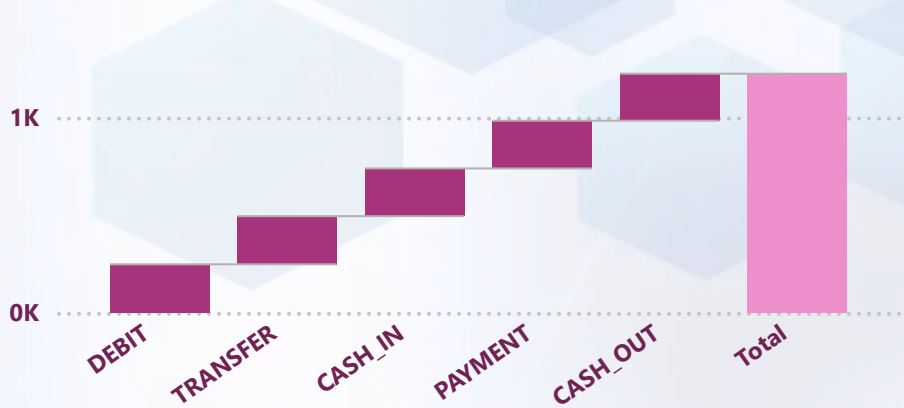 1K
0K
DEBIT
TRANSFER
CASH_IN
PAYMENT
CASH_OUT
Total